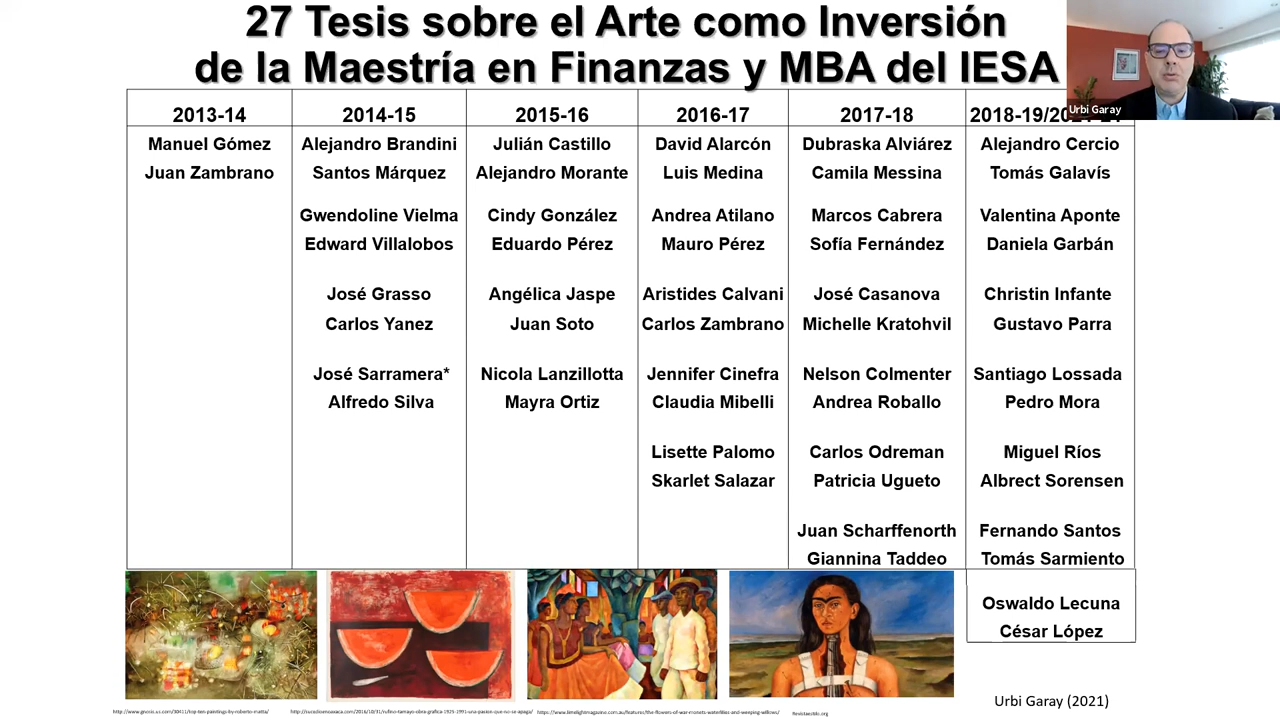 27 Tesis sobre el Arte como Inversión
de la Maestría en Finanzas y MBA del IESA
Urbi Garay
2013-14 2014-15 2015-16 2016-17 2017-18 2018-19/20
Manuel Gómez Alejandro Brandini Julián Castillo David Alarcón Dubraska Alviárez Alejandro Cercio
Juan Zambrano Santos Márquez Alejandro Morante Luis Medina Camila Messina Tomás Galavís
Gwendoline Vielma Cindy González Andrea Atilano Marcos Cabrera Valentina Aponte
Edward Villalobos Eduardo Pérez Mauro Pérez Sofía Fernández Daniela Garbán
José Grasso Angélica Jaspe Aristides Calvani José Casanova Christin Infante
Carlos Yanez Juan Soto Carlos Zambrano Michelle Kratohvil Gustavo Parra
José Sarramera* Nicola Lanzillotta Jennifer Cinefra Nelson Colmenter Santiago Lossada
Alfredo Silva Mayra Ortiz Claudia Mibelli Andrea Roballo Pedro Mora
Lisette Palomo Carlos Odreman Miguel Ríos
Skarlet Salazar Patricia Ugueto Albrect Sorensen
Juan Scharffenorth Fernando Santos
Giannina Taddeo Tomás Sarmiento
Oswaldo Lecuna
César López
Urbi Garay (2021)